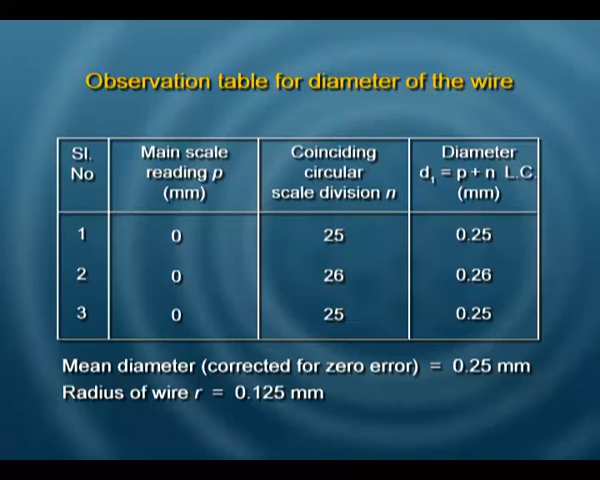 Observation table for diameter of the wire
Sl. No | Main scale reading p (mm) | Coinciding circular scale division n | Diameter d₁ = p + n L.C. (mm)
1 | 0 | 25 | 0.25
2 | 0 | 26 | 0.26
3 | 0 | 25 | 0.25
Mean diameter (corrected for zero error) = 0.25 mm
Radius of wire r = 0.125 mm